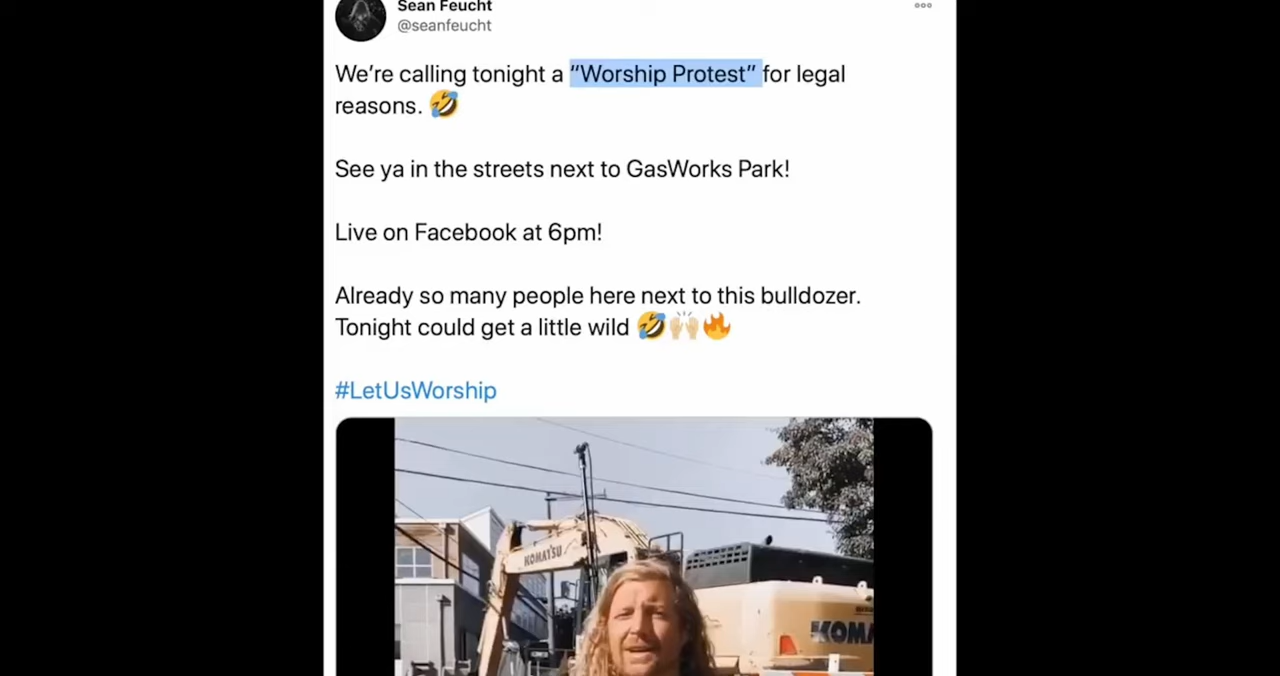 Sean Feucht
@seanfeucht
We're calling tonight a "Worship Protest" for legal
reasons. 🤣
See ya in the streets next to GasWorks Park!
Live on Facebook at 6pm!
Already so many people here next to this bulldozer.
Tonight could get a little wild 🤣🙌🏼🔥
#LetUsWorship
KOMATSU